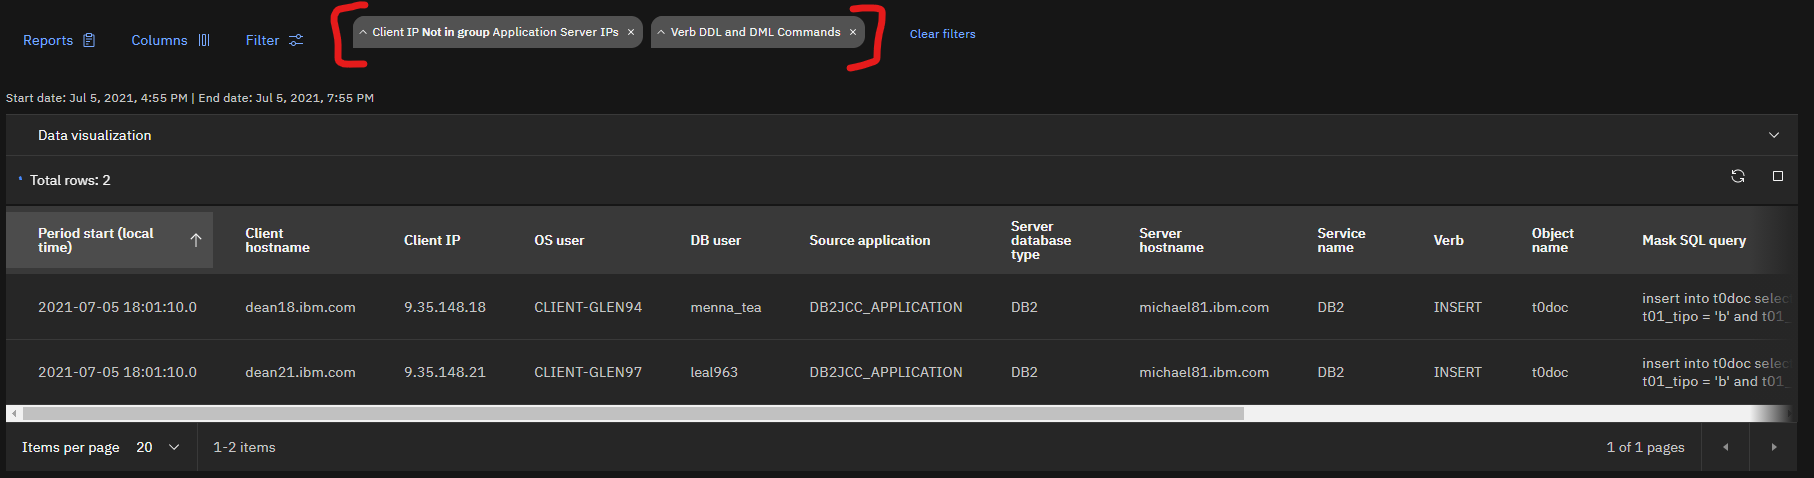 Reports Columns Filter Client IP Not in group Application Server IPs × Verb DDL and DML Commands × Clear filters
Start date: Jul 5, 2021, 4:55 PM | End date: Jul 5, 2021, 7:55 PM
Data visualization
Total rows: 2
Period start (local time) Client hostname Client IP OS user DB user Source application Server database type Server hostname Service name Verb Object name Mask SQL query
2021-07-05 18:01:10.0 dean18.ibm.com 9.35.148.18 CLIENT-GLEN94 menna_tea DB2JCC_APPLICATION DB2 michael81.ibm.com DB2 INSERT t0doc insert into t0doc selec
t01_tipo = 'b' and t01_
2021-07-05 18:01:10.0 dean21.ibm.com 9.35.148.21 CLIENT-GLEN97 leal963 DB2JCC_APPLICATION DB2 michael81.ibm.com DB2 INSERT t0doc insert into t0doc selec
t01_tipo = 'b' and t01_
Items per page 20 1-2 items 1 of 1 pages